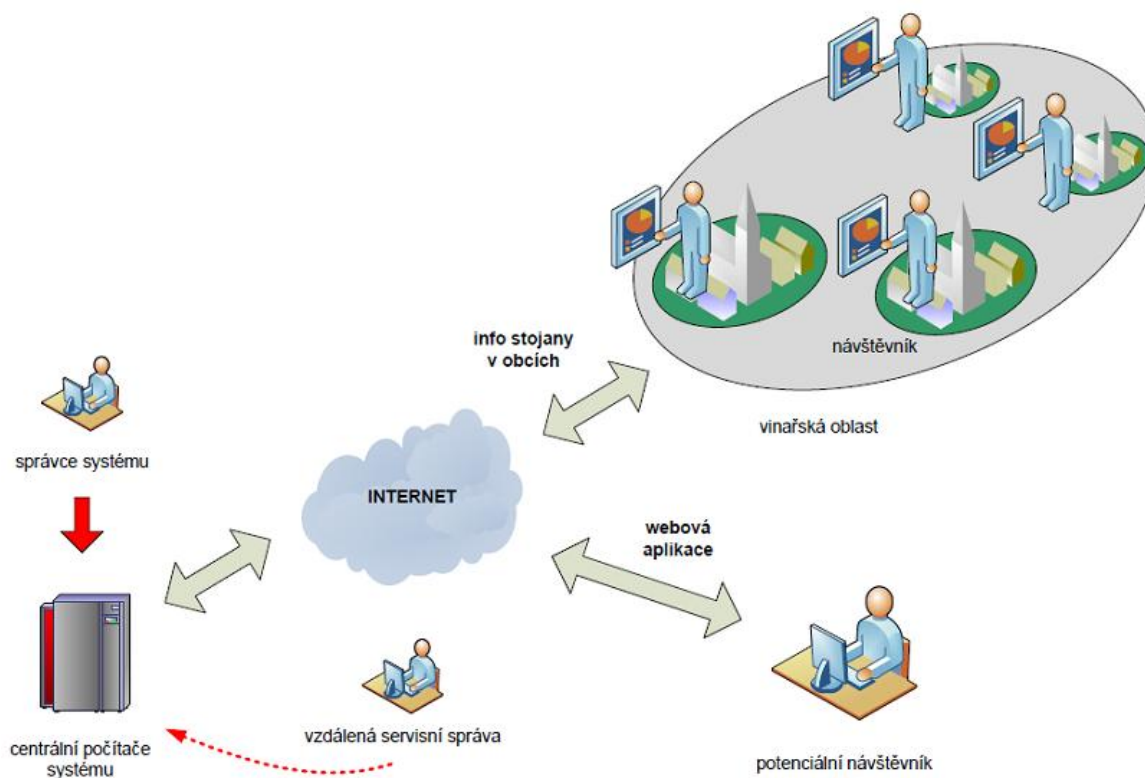 info stojany
v obcích
návštěvník
vinařská oblast
správce systému
INTERNET
webová
aplikace
centrální počítače
systému
vzdálená servisní správa
potenciální návštěvník